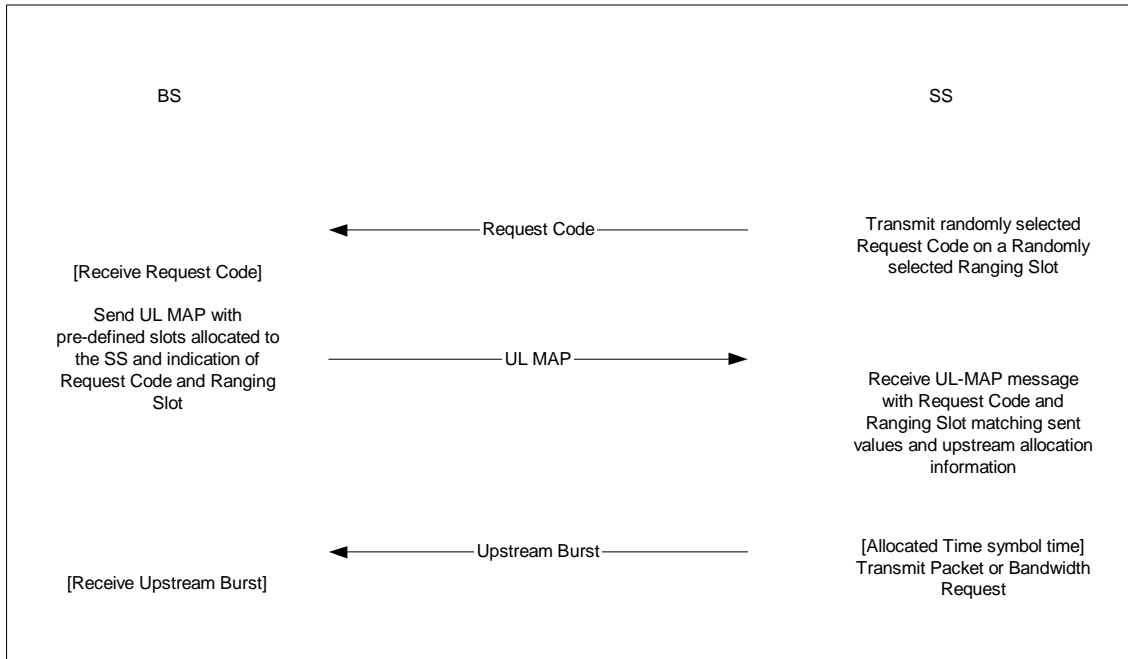 BS
SS
Request Code
Transmit randomly selected
Request Code on a Randomly
selected Ranging Slot
[Receive Request Code]
Send UL MAP with
pre-defined slots allocated to
the SS and indication of
Request Code and Ranging
Slot
UL MAP
Receive UL-MAP message
with Request Code and
Ranging Slot matching sent
values and upstream allocation
information
Upstream Burst
[Allocated Time symbol time]
Transmit Packet or Bandwidth
Request
[Receive Upstream Burst]